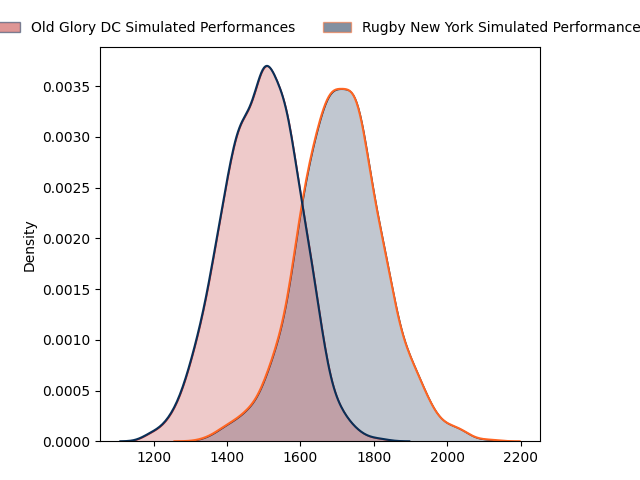 Old Glory DC Simulated Performances
Rugby New York Simulated Performance
0.0035
0.0030
0.0025
0.0020
0.0015
0.0010
0.0005
0.0000
Density
1200 1400 1600 1800 2000 2200